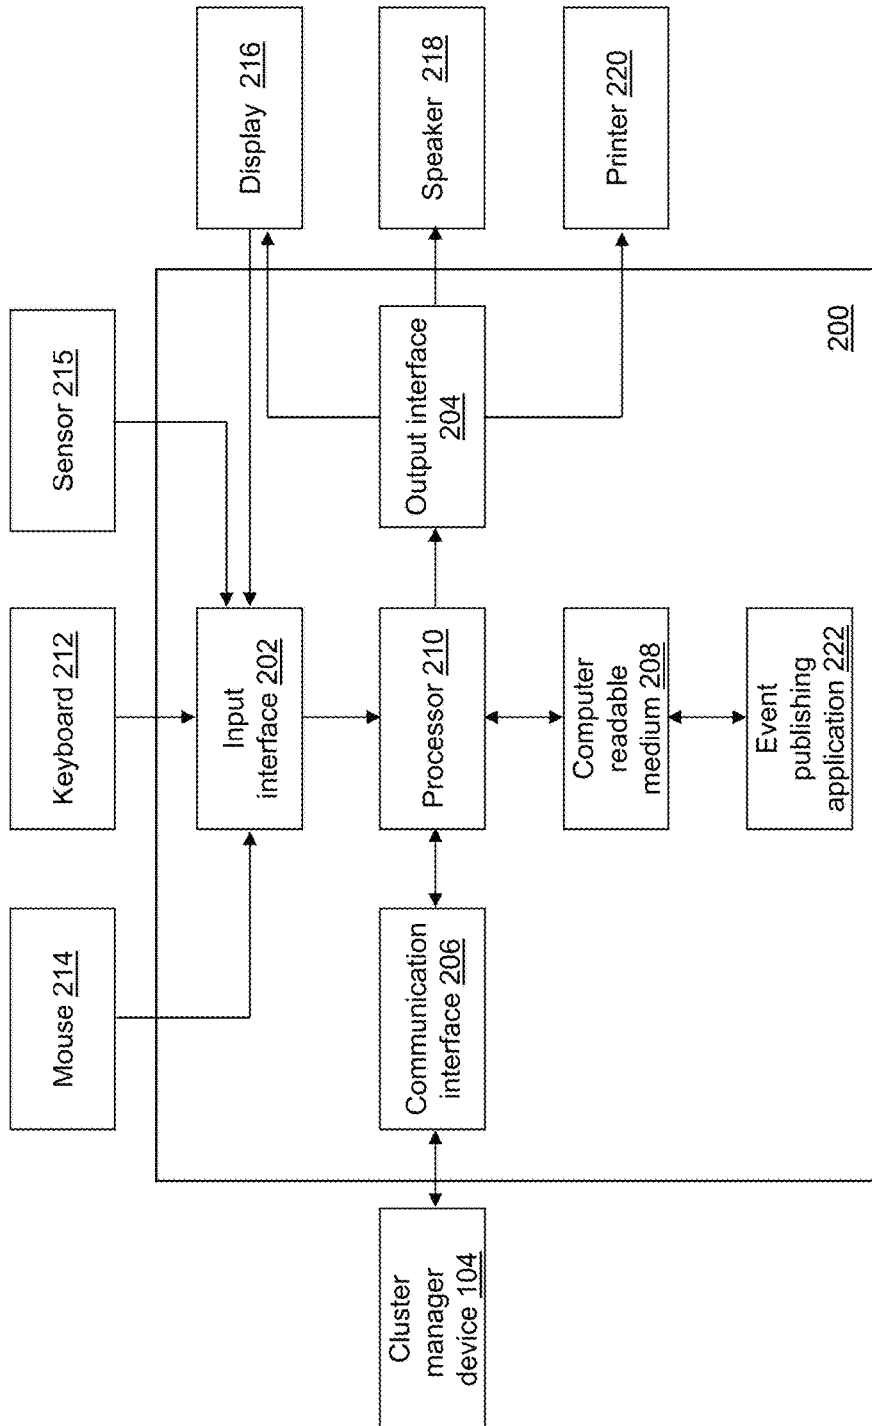 Mouse 214
Keyboard 212
Sensor 215
Input
interface 202
Display 216
Cluster
manager
device 104
Communication
interface 206
Processor 210
Output interface
204
Speaker 218
Computer
readable
medium 208
Printer 220
Event
publishing
application 222
200